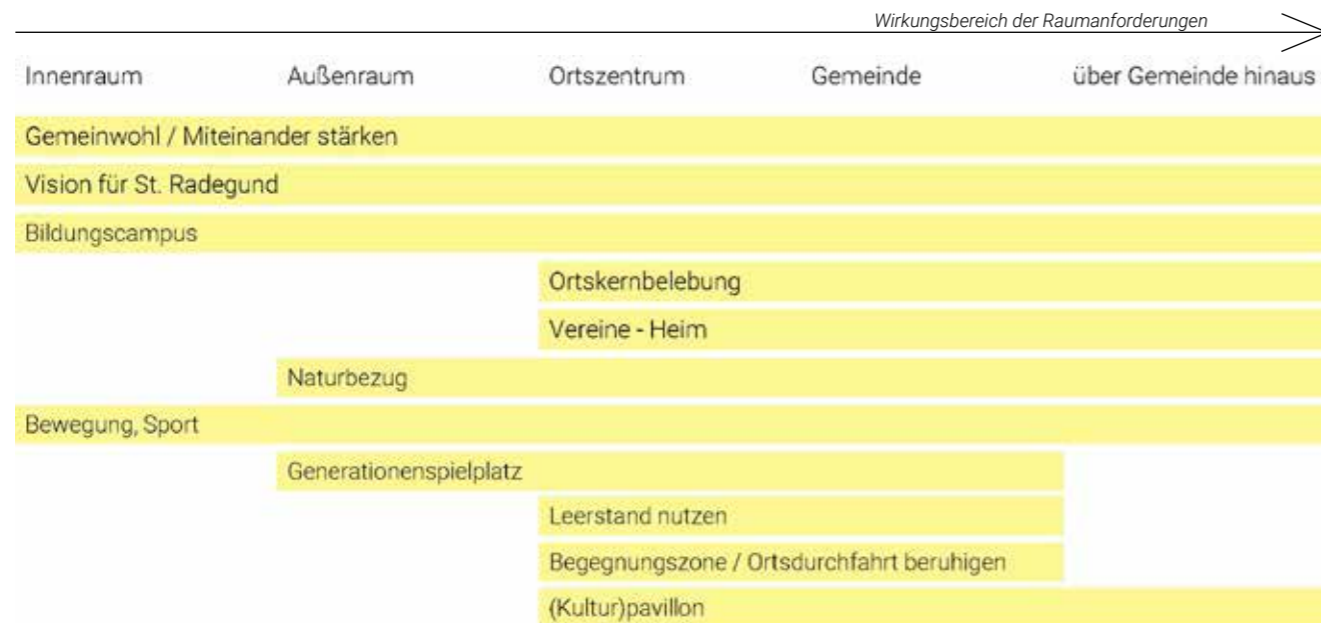 Wirkungsbereich der Raumanforderungen
Innenraum Außenraum Ortszentrum Gemeinde über Gemeinde hinaus
Gemeinwohl / Miteinander stärken
Vision für St. Radegund
Bildungscampus
Ortskernbelebung
Vereine - Heim
Naturbezug
Bewegung, Sport
Generationenspielplatz
Leerstand nutzen
Begegnungszone / Ortsdurchfahrt beruhigen
(Kultur)pavillon